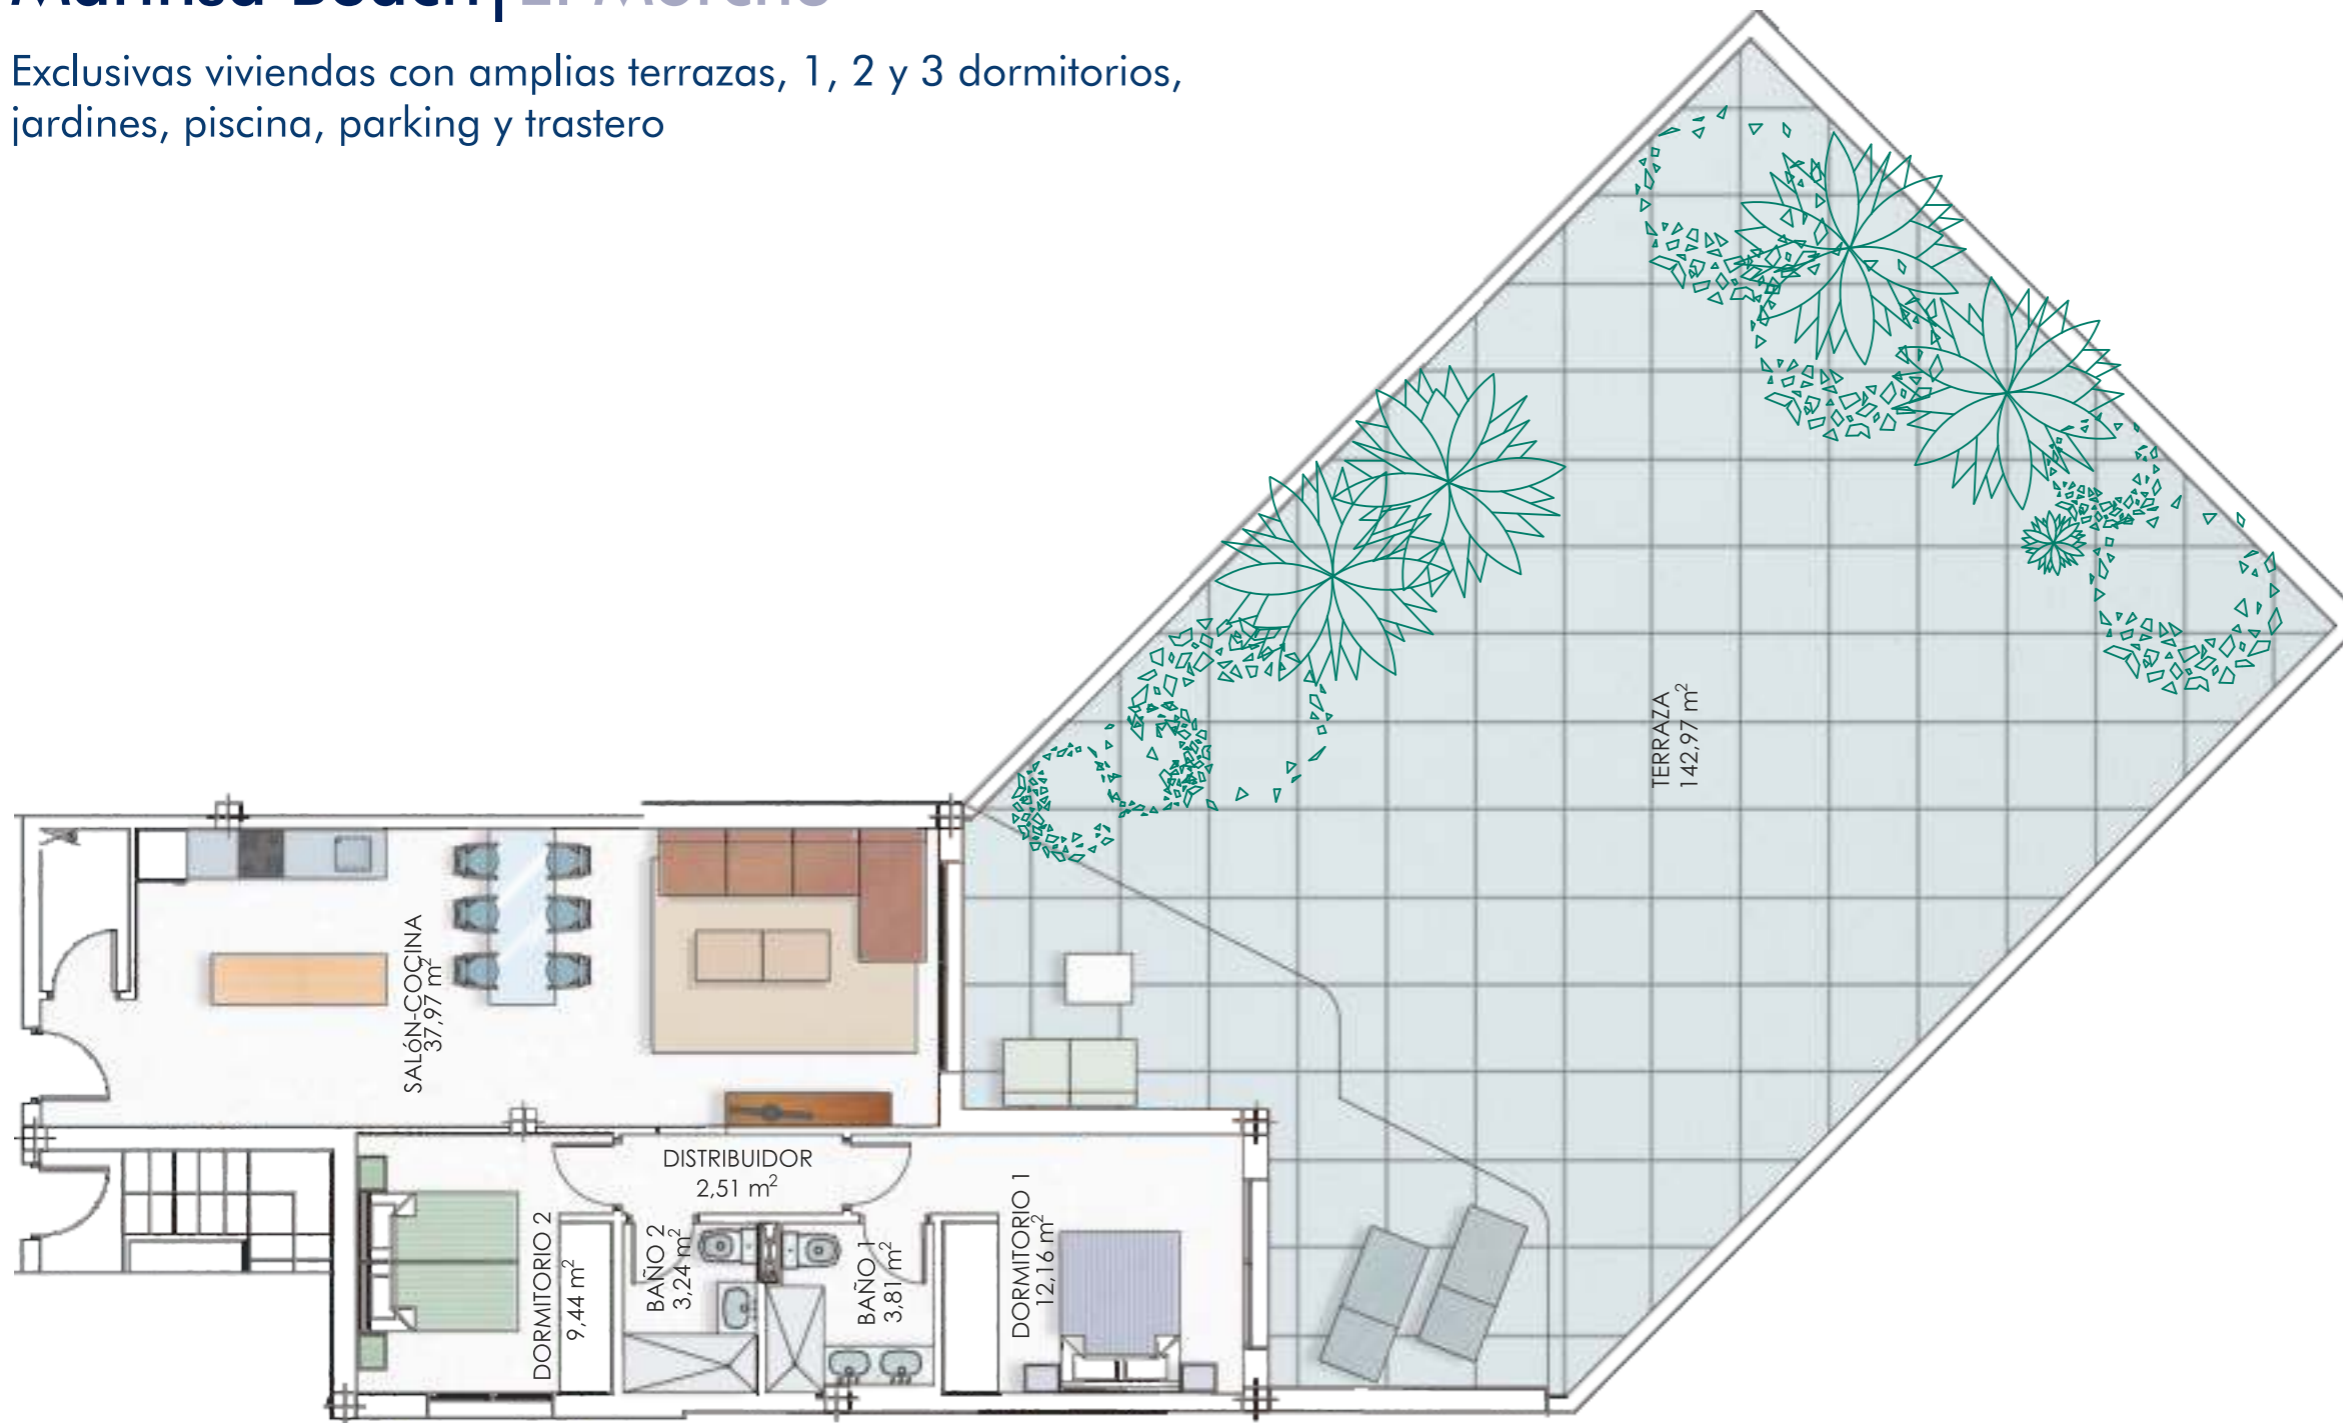 Exclusivas viviendas con amplias terrazas, 1, 2 y 3 dormitorios,
jardines, piscina, parking y trastero
TERRAZA
142,97 m²
SALóN-COCINA
37,97 m²
DISTRIBUIDOR
2,51 m²
DORMITORIO 2
9,44 m²
BAÑO 2
3,24 m²
BAÑO 1
3,81 m²
DORMITORIO 1
12,16 m²